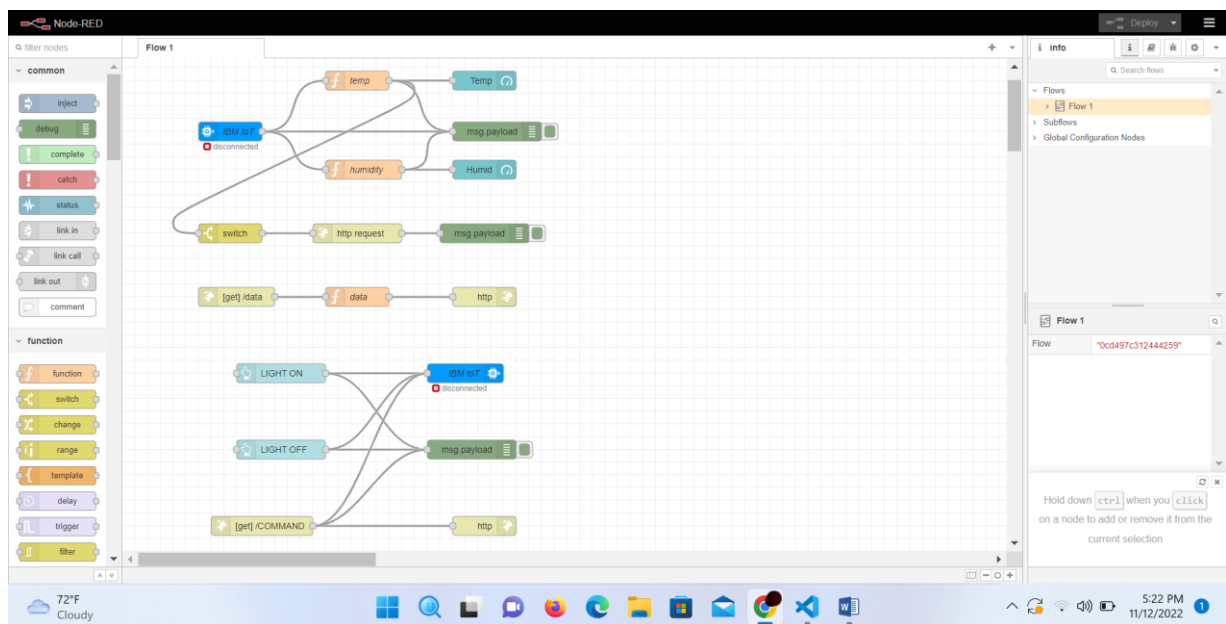 Node-RED
Deploy
filter nodes
Flow 1
info
common
inject
debug
complete
catch
status
link in
link call
link out
comment
function
function
switch
change
range
template
delay
trigger
filter
temp
Temp
IBM IoT
disconnected
msg.payload
humidity
Humid
switch
http request
msg.payload
[get] /data
data
http
LIGHT ON
IBM IoT
disconnected
LIGHT OFF
msg.payload
[get] /COMMAND
http
Search flows
Flows
Flow 1
Subflows
Global Configuration Nodes
Flow 1
Flow "0cd497c312444259"
Hold down ctrl when you click
on a node to add or remove it from the
current selection
72°F
Cloudy
5:22 PM
11/12/2022
1